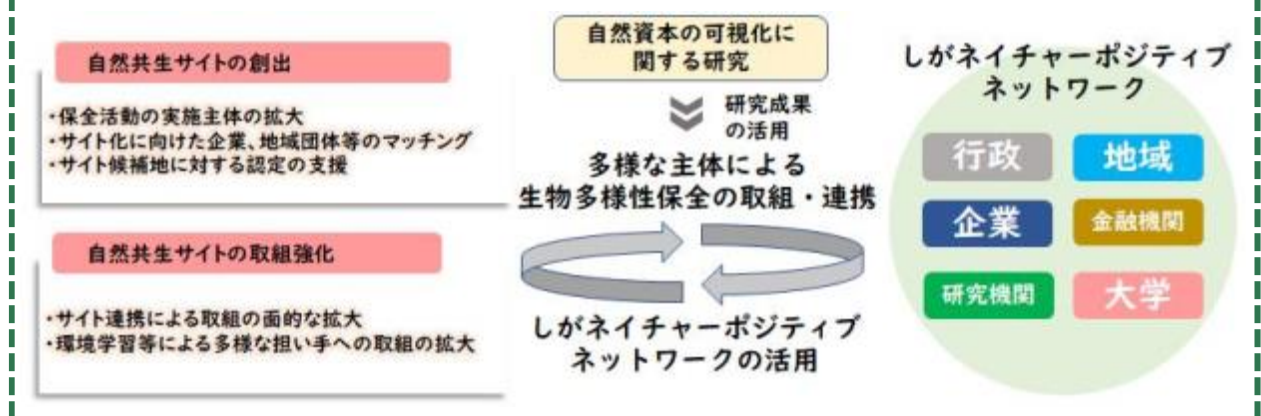 自然共生サイトの創出
・保全活動の実施主体の拡大
・サイト化に向けた企業、地域団体等のマッチング
・サイト候補地に対する認定の支援
自然共生サイトの取組強化
・サイト連携による取組の面的な拡大
・環境学習等による多様な担い手への取組の拡大
自然資本の可視化に
関する研究
研究成果
の活用
多様な主体による
生物多様性保全の取組・連携
しがネイチャーポジティブ
ネットワークの活用
しがネイチャーポジティブ
ネットワーク
行政
地域
企業
金融機関
研究機関
大学